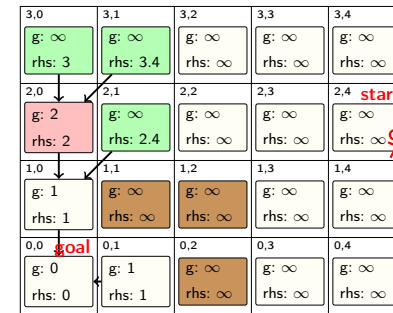 3,0 3,1 3,2 3,3 3,4
g: ∞ g: ∞ g: ∞ g: ∞ g: ∞
rhs: 3 rhs: 3.4 rhs: ∞ rhs: ∞ rhs: ∞
2,0 2,1 2,2 2,3 2,4 star
g: 2 g: ∞ g: ∞ g: ∞ g: ∞
rhs: 2 rhs: 2.4 rhs: ∞ rhs: ∞ rhs: ∞
1,0 1,1 1,2 1,3 1,4
g: 1 g: ∞ g: ∞ g: ∞ g: ∞
rhs: 1 rhs: ∞ rhs: ∞ rhs: ∞ rhs: ∞
0,0 goal 0,1 0,2 0,3 0,4
g: 0 g: 1 g: ∞ g: ∞ g: ∞
rhs: 0 rhs: 1 rhs: ∞ rhs: ∞ rhs: ∞